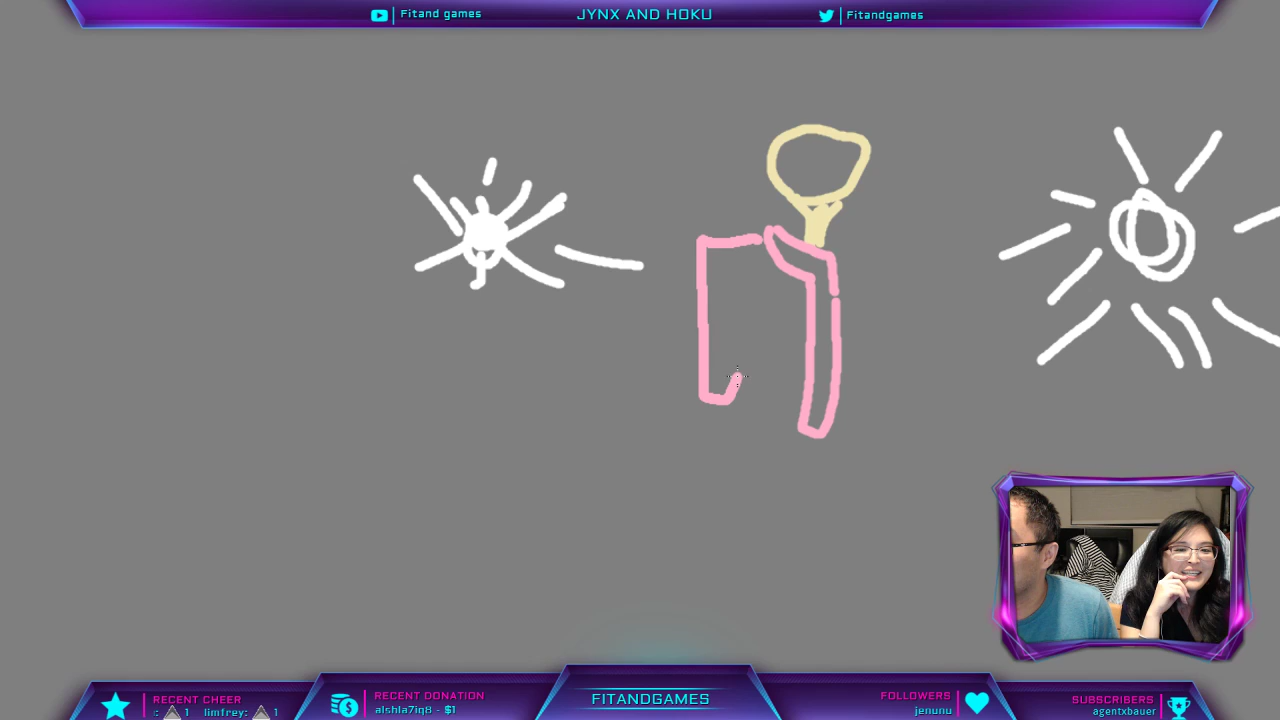 Fitand games
JYNX AND HOKU
Fitandgames
RECENT CHEER
: 1 limfrey: 1
RECENT DONATION
alshla7iq8 - $1
FITANDGAMES
FOLLOWERS
jenunu
SUBSCRIBERS
agentxbauer